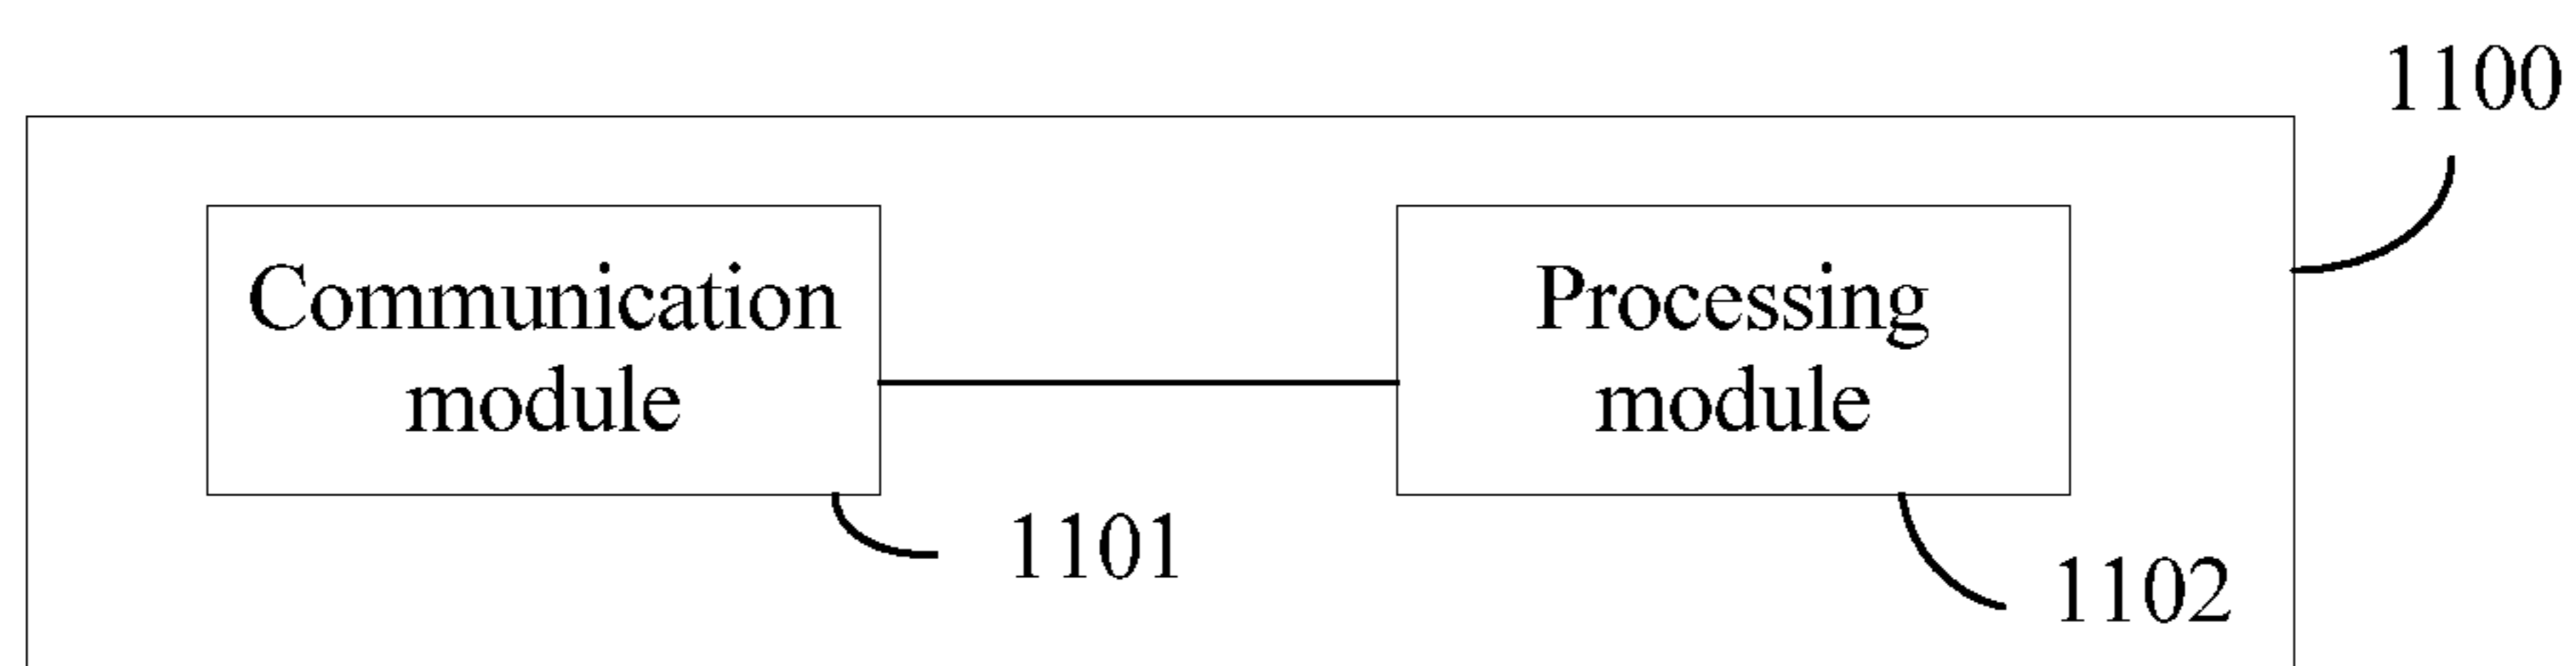 1100
Communication
module
Processing
module
1101
1102